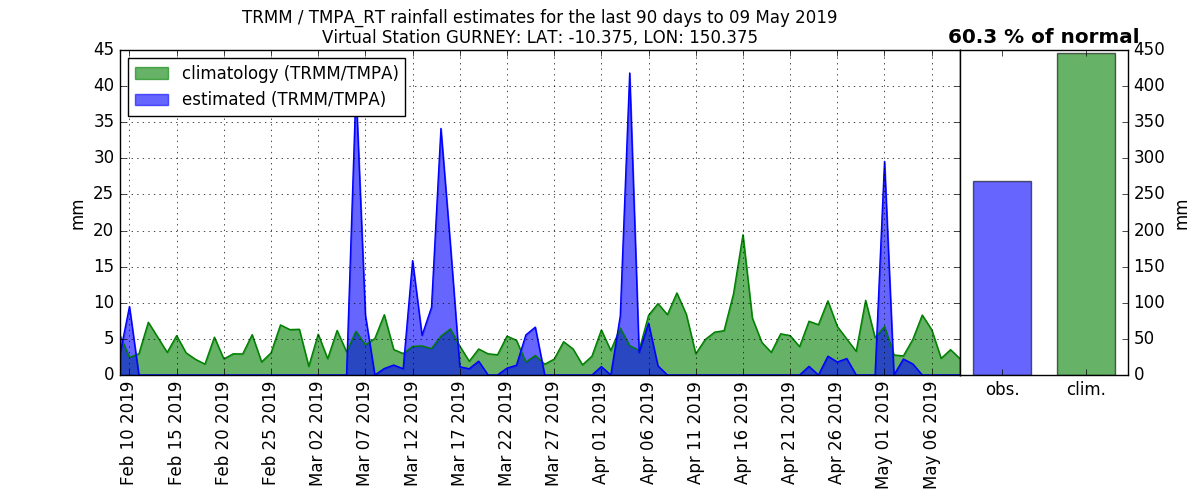 TRMM / TMPA_RT rainfall estimates for the last 90 days to 09 May 2019
Virtual Station GURNEY: LAT: -10.375, LON: 150.375
60.3 % of normal
climatology (TRMM/TMPA)
estimated (TRMM/TMPA)
45
40
35
30
25
20
15
10
5
0
mm
Feb 10 2019
Feb 15 2019
Feb 20 2019
Feb 25 2019
Mar 02 2019
Mar 07 2019
Mar 12 2019
Mar 17 2019
Mar 22 2019
Mar 27 2019
Apr 01 2019
Apr 06 2019
Apr 11 2019
Apr 16 2019
Apr 21 2019
Apr 26 2019
May 01 2019
May 06 2019
obs.
clim.
450
400
350
300
250
200
150
100
50
0
mm